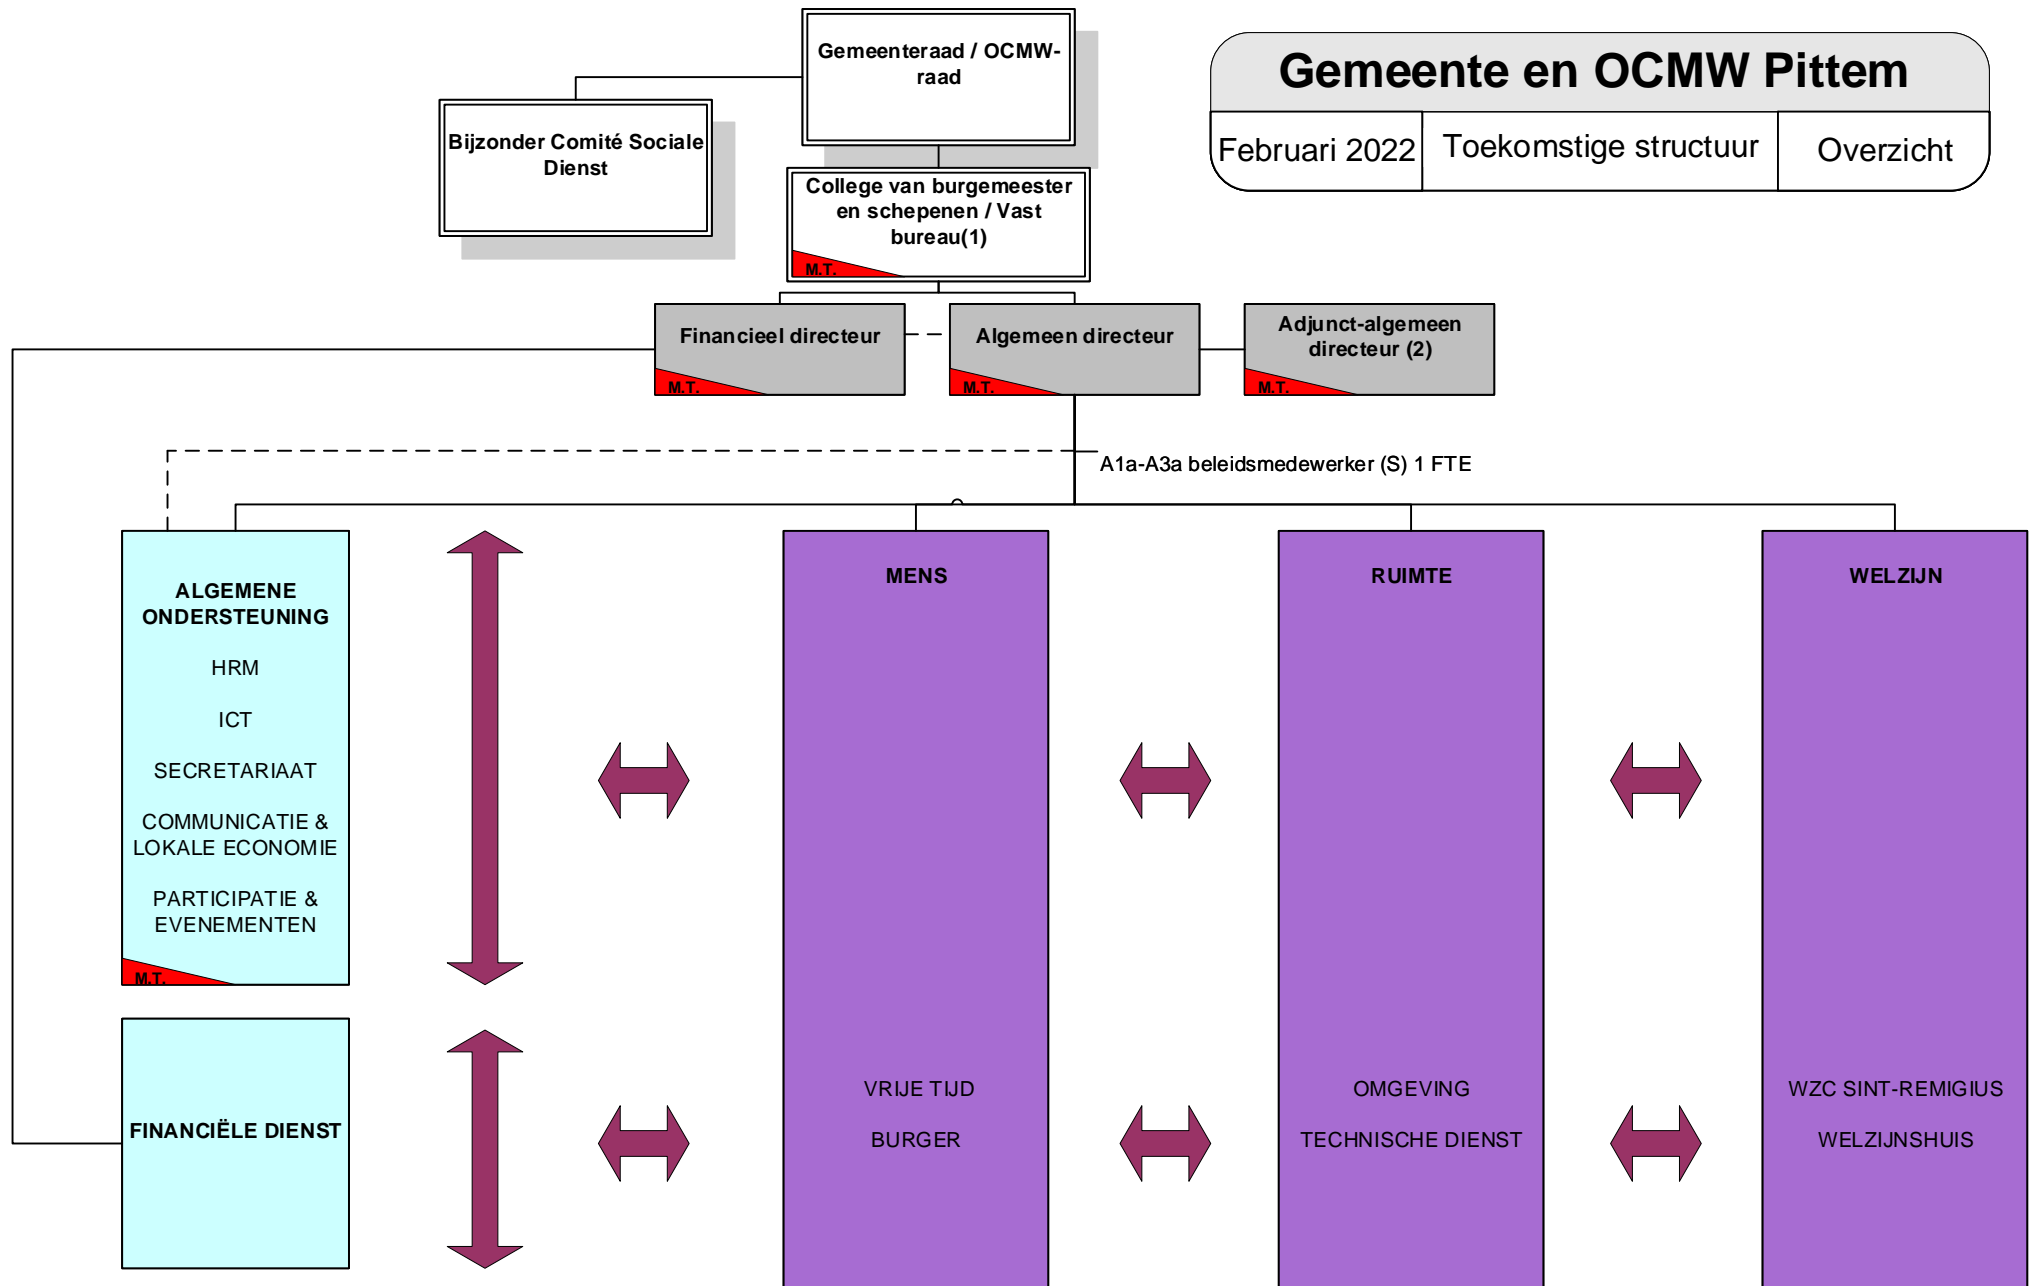 Gemeenteraad / OCMW-
raad
Gemeente en OCMW Pittem
Februari 2022
Toekomstige structuur
Overzicht
Bijzonder Comité Sociale
Dienst
College van burgemeester
en schepenen / Vast
bureau(1)
M.T.
Financieel directeur
M.T.
Algemeen directeur
M.T.
Adjunct-algemeen
directeur (2)
M.T.
A1a-A3a beleidsmedewerker (S) 1 FTE
ALGEMENE
ONDERSTEUNING
HRM
ICT
SECRETARIAAT
COMMUNICATIE &
LOKALE ECONOMIE
PARTICIPATIE &
EVENEMENTEN
M.T.
FINANCIËLE DIENST
MENS
VRIJE TIJD
BURGER
RUIMTE
OMGEVING
TECHNISCHE DIENST
WELZIJN
WZC SINT-REMIGIUS
WELZIJNSHUIS